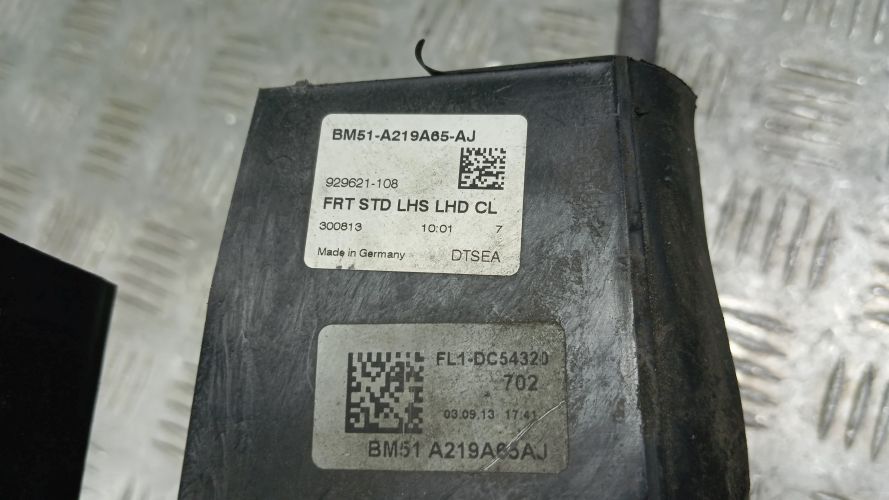 BM51-A219A65-AJ
929621-108
FRT STD LHS LHD CL
300813 10:01 7
Made in Germany DTSEA
FL1-DC54320
702
03.09.13 17:41
BM51 A219A65AJ